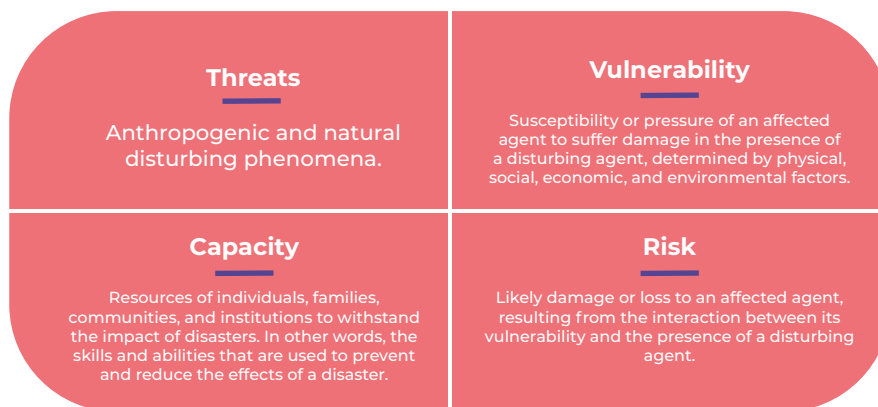 Threats
Anthropogenic and natural
disturbing phenomena.
Vulnerability
Susceptibility or pressure of an affected
agent to suffer damage in the presence of
a disturbing agent, determined by physical,
social, economic, and environmental factors.
Capacity
Resources of individuals, families,
communities, and institutions to withstand
the impact of disasters. In other words, the
skills and abilities that are used to prevent
and reduce the effects of a disaster.
Risk
Likely damage or loss to an affected agent,
resulting from the interaction between its
vulnerability and the presence of a disturbing
agent.